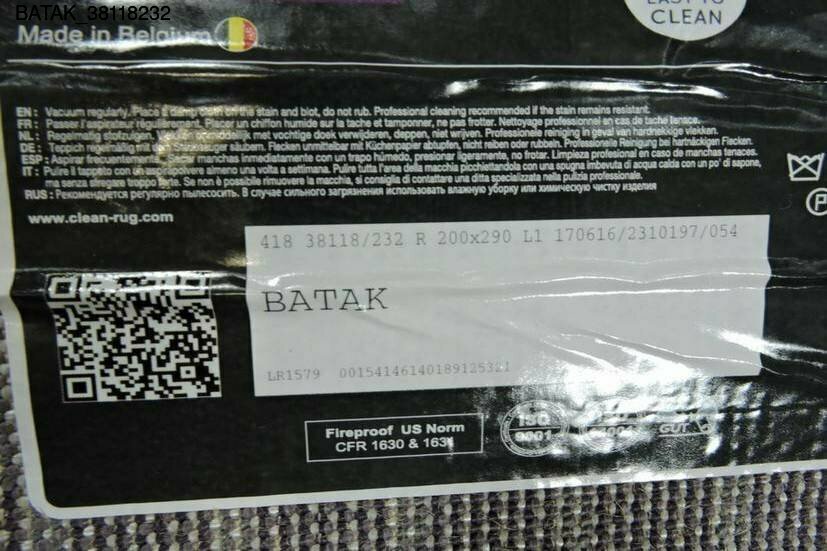 BATAK_38118232
EASY TO
CLEAN
Made in Belgium
EN: Vacuum regularly. Place a damp cloth on the stain and blot, do not rub. Professional cleaning recommended if the stain remains resistant.
FR: Passer l'aspirateur régulièrement. Placer un chiffon humide sur la tache et tamponner, ne pas frotter. Nettoyage professionnel en cas de tache tenace.
NL: Regelmatig stofzuigen. onmiddellijk met vochtige doek verwijderen, deppen, niet wrijven. Professionele reiniging in geval van hardnekkige vlekken.
DE: Teppich regelmäßig mit dem Staubsauger säubern. Flecken unmittelbar mit Küchenpapier abtupfen, nicht reiben oder rubbeln. Professionelle Reinigung bei hartnäckigen Flecken.
ESP: Aspirar frecuentemente. Secar manchas inmediatamente con un trapo húmedo, presionar ligeramente, no frotar. Limpieza profesional en caso de manchas tenaces.
IT: Pulire il tappeto con un aspirapolvere almeno una volta a settimana. Pulire tutta l'area della macchia picchiettandola con una spugna imbevuta di acqua calda con un po' di sapone,
ma senza sfregare troppo forte. Se non è possibile rimuovere la macchia, si consiglia di contattare una ditta specializzata nella pulizia professionale.
RUS: Рекомендуется регулярно пылесосить. В случае сильного загрязнения использовать влажную уборку или химическую чистку изделия
www.clean-rug.com
P
418 38118/232 R 200x290 L1 170616/2310197/054
BATAK
LR1579 00154146140189125321
Fireproof US Norm
CFR 1630 & 1631
ISO
9001
GUT